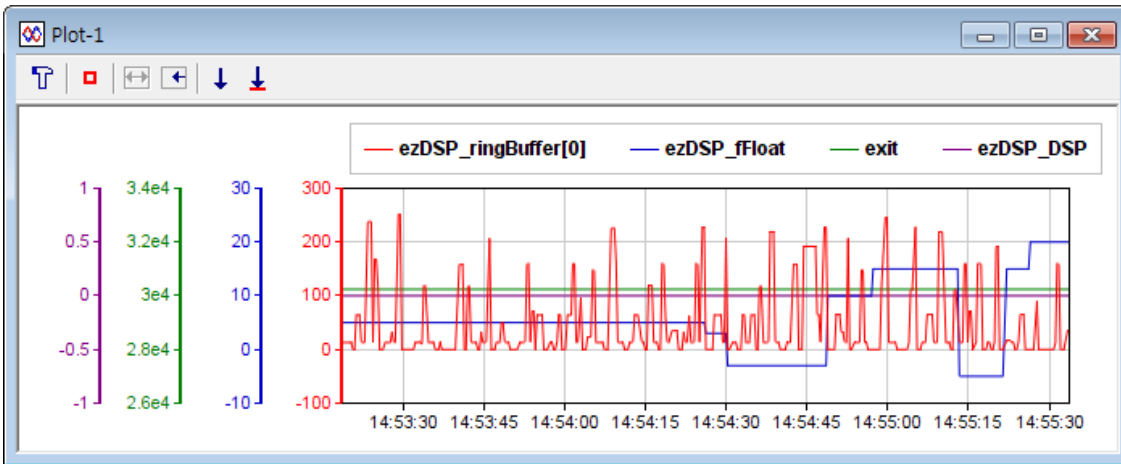 Plot-1
ezDSP_ringBuffer[0] ezDSP_fFloat exit ezDSP_DSP
1 3.4e4 30 300
0.5 3.2e4 20 200
0 3e4 10 100
-0.5 2.8e4 0 0
-1 2.6e4 -10 -100
14:53:30 14:53:45 14:54:00 14:54:15 14:54:30 14:54:45 14:55:00 14:55:15 14:55:30